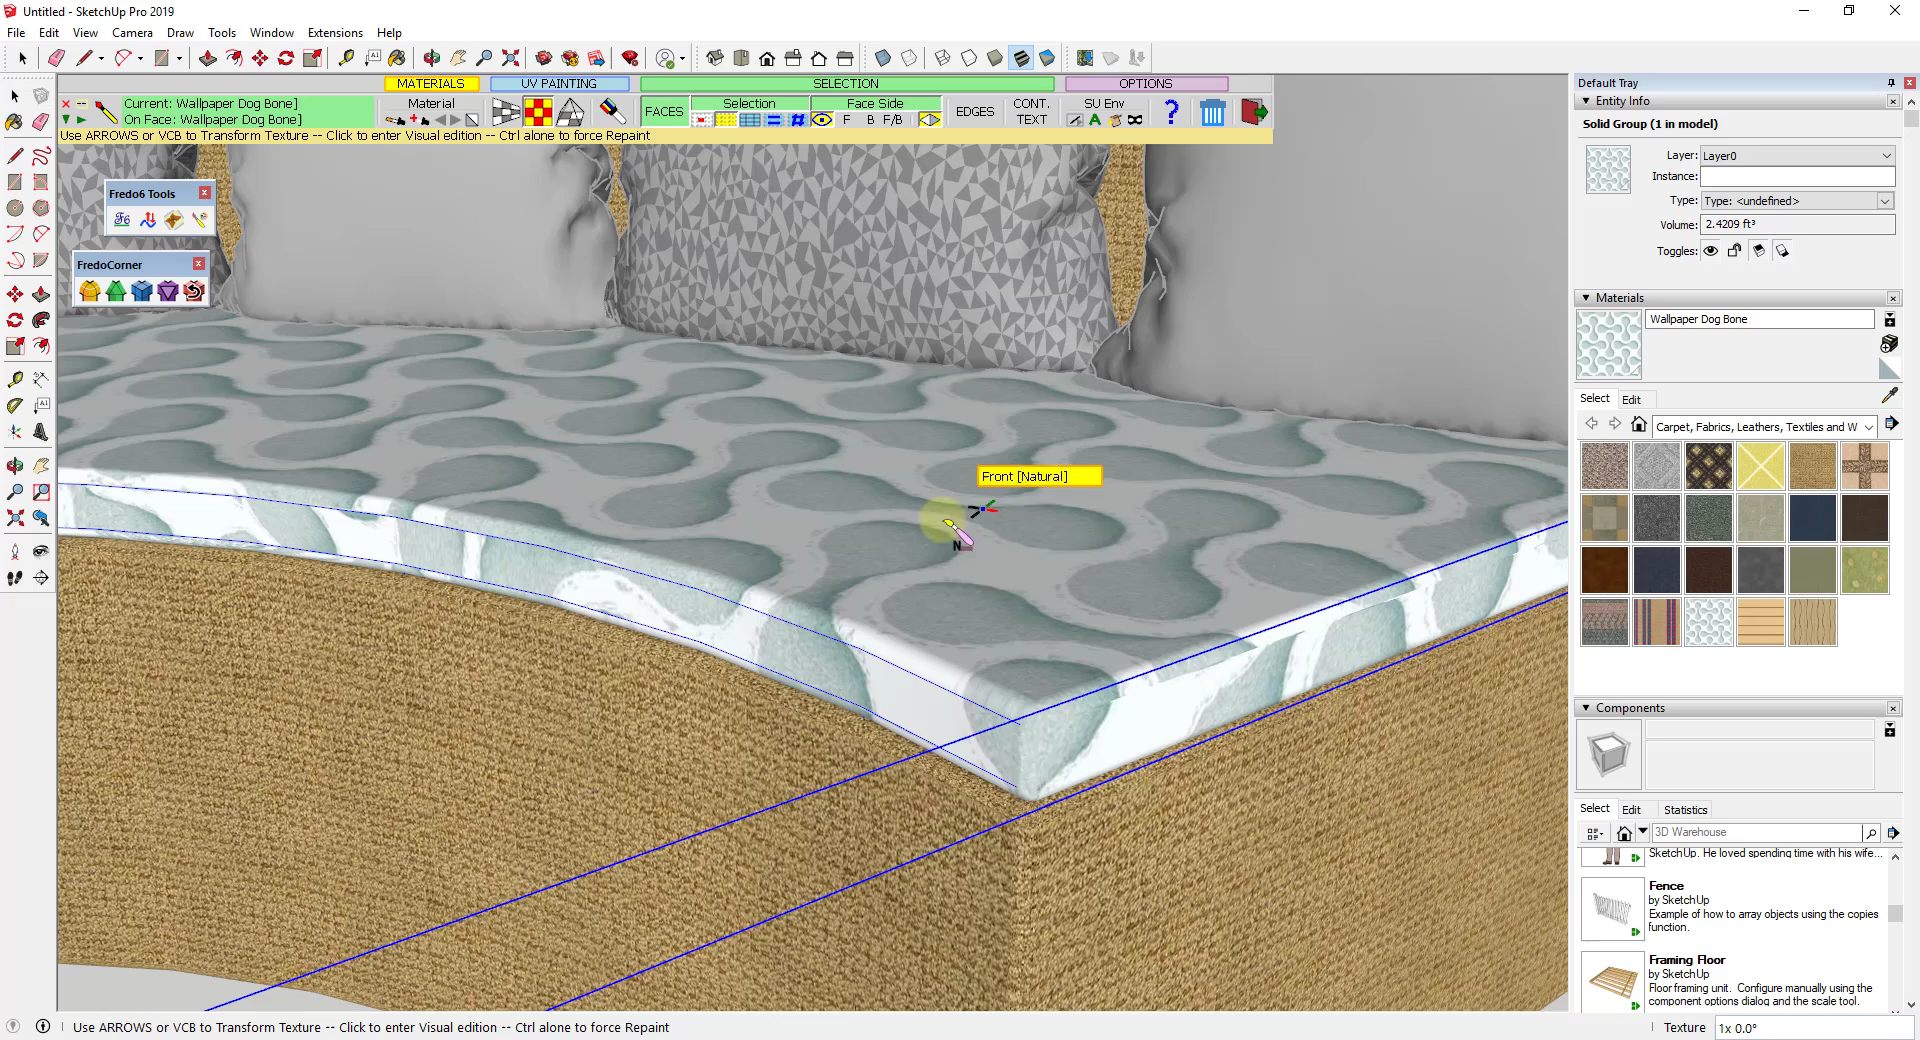 Untitled - SketchUp Pro 2019
File Edit View Camera Draw Tools Window Extensions Help
MATERIALS UV PAINTING SELECTION OPTIONS
Current: Wallpaper Dog Bone]
On Face: Wallpaper Dog Bone]
Material
FACES
Selection
Face Side
F B F/B
EDGES
CONT.
TEXT
SU Env
A
?
Use ARROWS or VCB to Transform Texture -- Click to enter Visual edition -- Ctrl alone to force Repaint
Fredo6 Tools
FredoCorner
Front [Natural]
N
Default Tray
Entity Info
Solid Group (1 in model)
Layer: Layer0
Instance:
Type: Type: <undefined>
Volume: 2.4209 ft³
Toggles:
Materials
Wallpaper Dog Bone
Select Edit
Carpet, Fabrics, Leathers, Textiles and W
Components
Select Edit Statistics
3D Warehouse
SketchUp. He loved spending time with his wife...
Fence
by SketchUp
Example of how to array objects using the copies
function.
Framing Floor
by SketchUp
Floor framing unit. Configure manually using the
component options dialog and the scale tool.
Use ARROWS or VCB to Transform Texture -- Click to enter Visual edition -- Ctrl alone to force Repaint
Texture 1x 0.0°